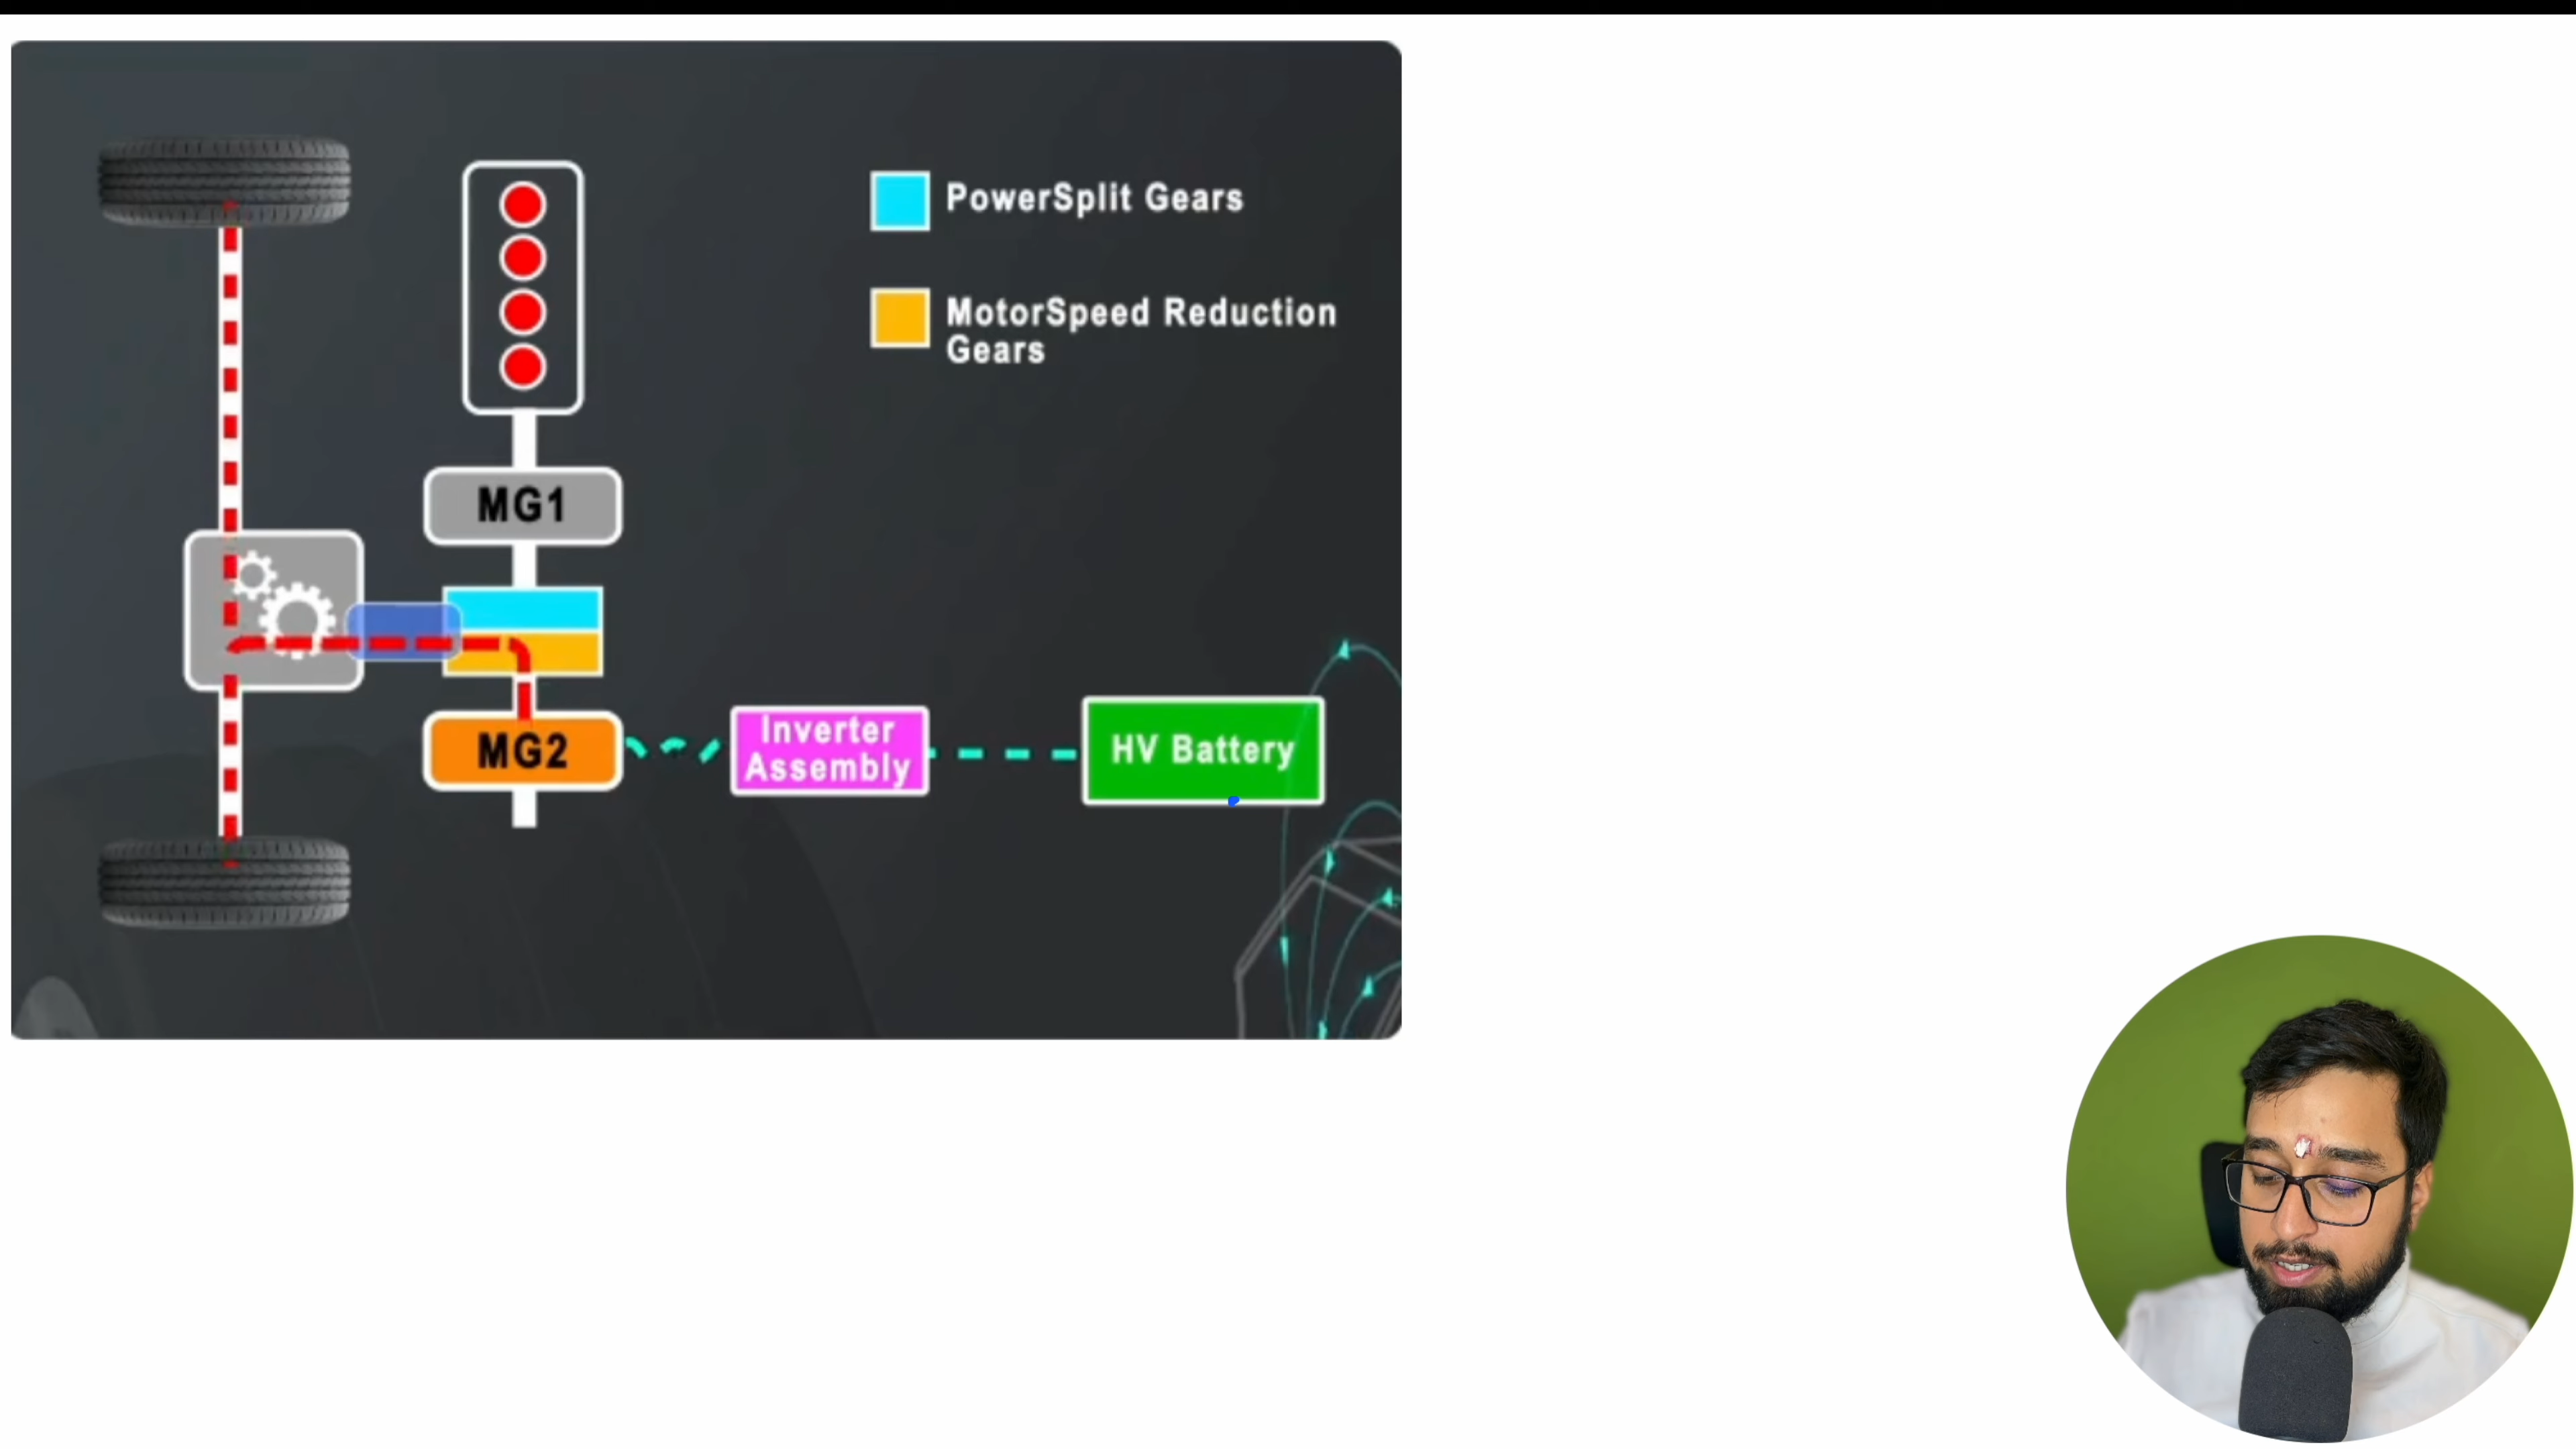 PowerSplit Gears
MotorSpeed Reduction
Gears
MG1
MG2
Inverter
Assembly
HV Battery